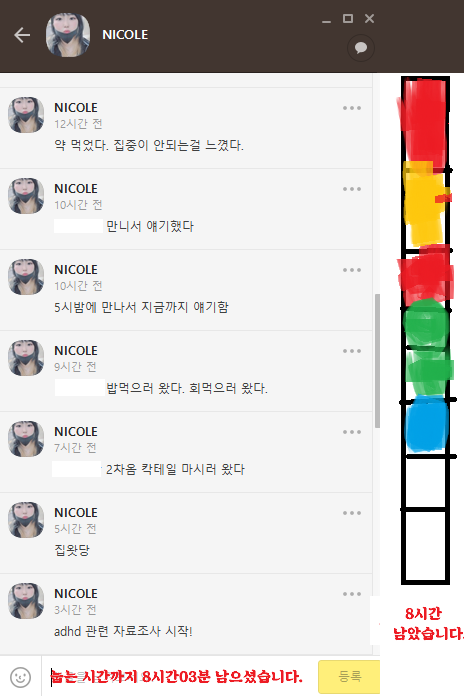 NICOLE
NICOLE
12시간 전
약 먹었다. 집중이 안되는걸 느꼈다.
NICOLE
10시간 전
만니서 얘기했다
NICOLE
10시간 전
5시밤에 만나서 지금까지 얘기함
NICOLE
9시간 전
밥먹으러 왔다. 회먹으러 왔다.
NICOLE
7시간 전
2차옴 칵테일 마시러 왔다
NICOLE
5시간 전
집왓당
NICOLE
3시간 전
adhd 관련 자료조사 시작!
8시간
남았습니다.
눕는 시간까지 8시간03분 남으셨습니다.
등록